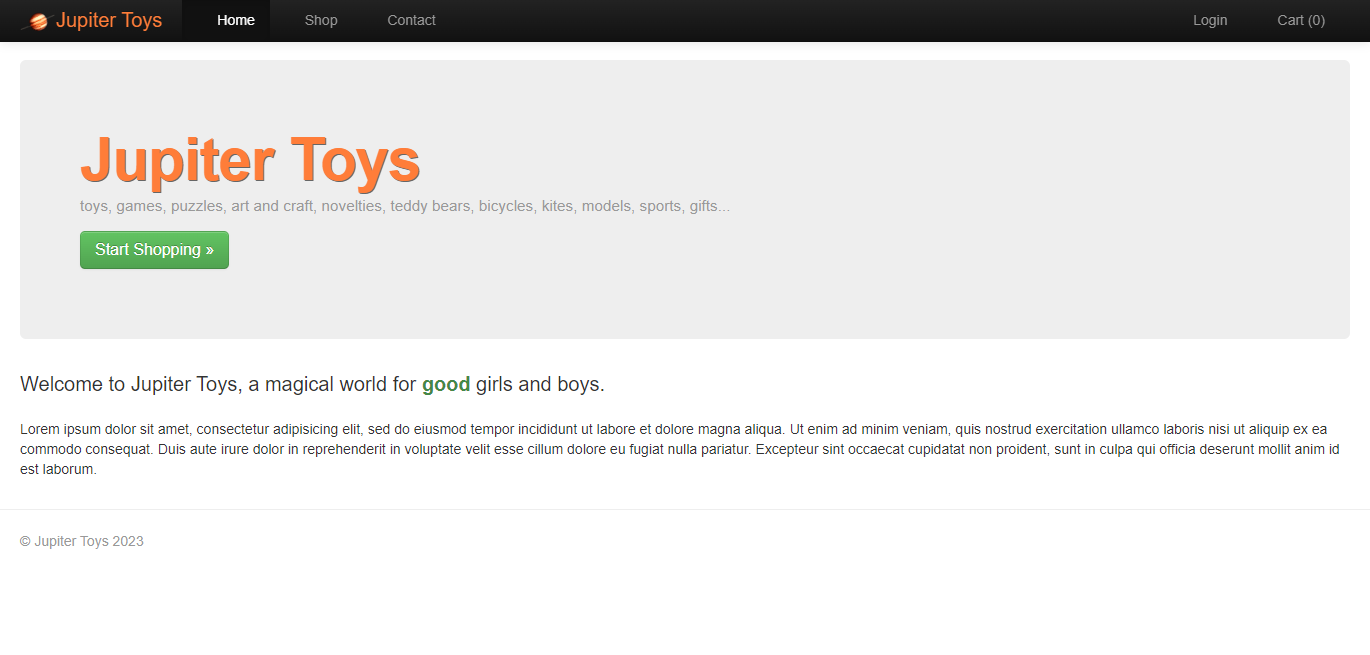 Jupiter Toys Home Shop Contact Login Cart (0)
Jupiter Toys
toys, games, puzzles, art and craft, novelties, teddy bears, bicycles, kites, models, sports, gifts...
Start Shopping »
Welcome to Jupiter Toys, a magical world for good girls and boys.
Lorem ipsum dolor sit amet, consectetur adipisicing elit, sed do eiusmod tempor incididunt ut labore et dolore magna aliqua. Ut enim ad minim veniam, quis nostrud exercitation ullamco laboris nisi ut aliquip ex ea
commodo consequat. Duis aute irure dolor in reprehenderit in voluptate velit esse cillum dolore eu fugiat nulla pariatur. Excepteur sint occaecat cupidatat non proident, sunt in culpa qui officia deserunt mollit anim id
est laborum.
© Jupiter Toys 2023